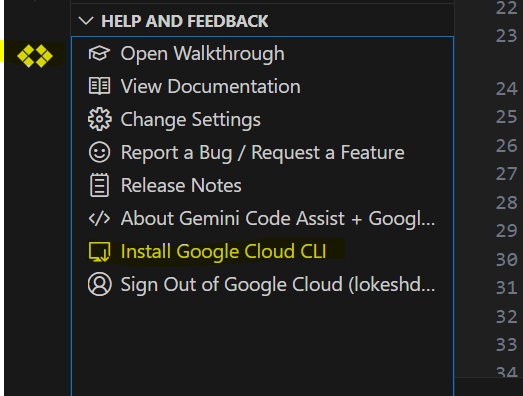 HELP AND FEEDBACK
Open Walkthrough
View Documentation
Change Settings
Report a Bug / Request a Feature
Release Notes
About Gemini Code Assist + Googl...
Install Google Cloud CLI
Sign Out of Google Cloud (lokeshd...
22
23
24
25
26
27
28
29
30
31
32
33
34